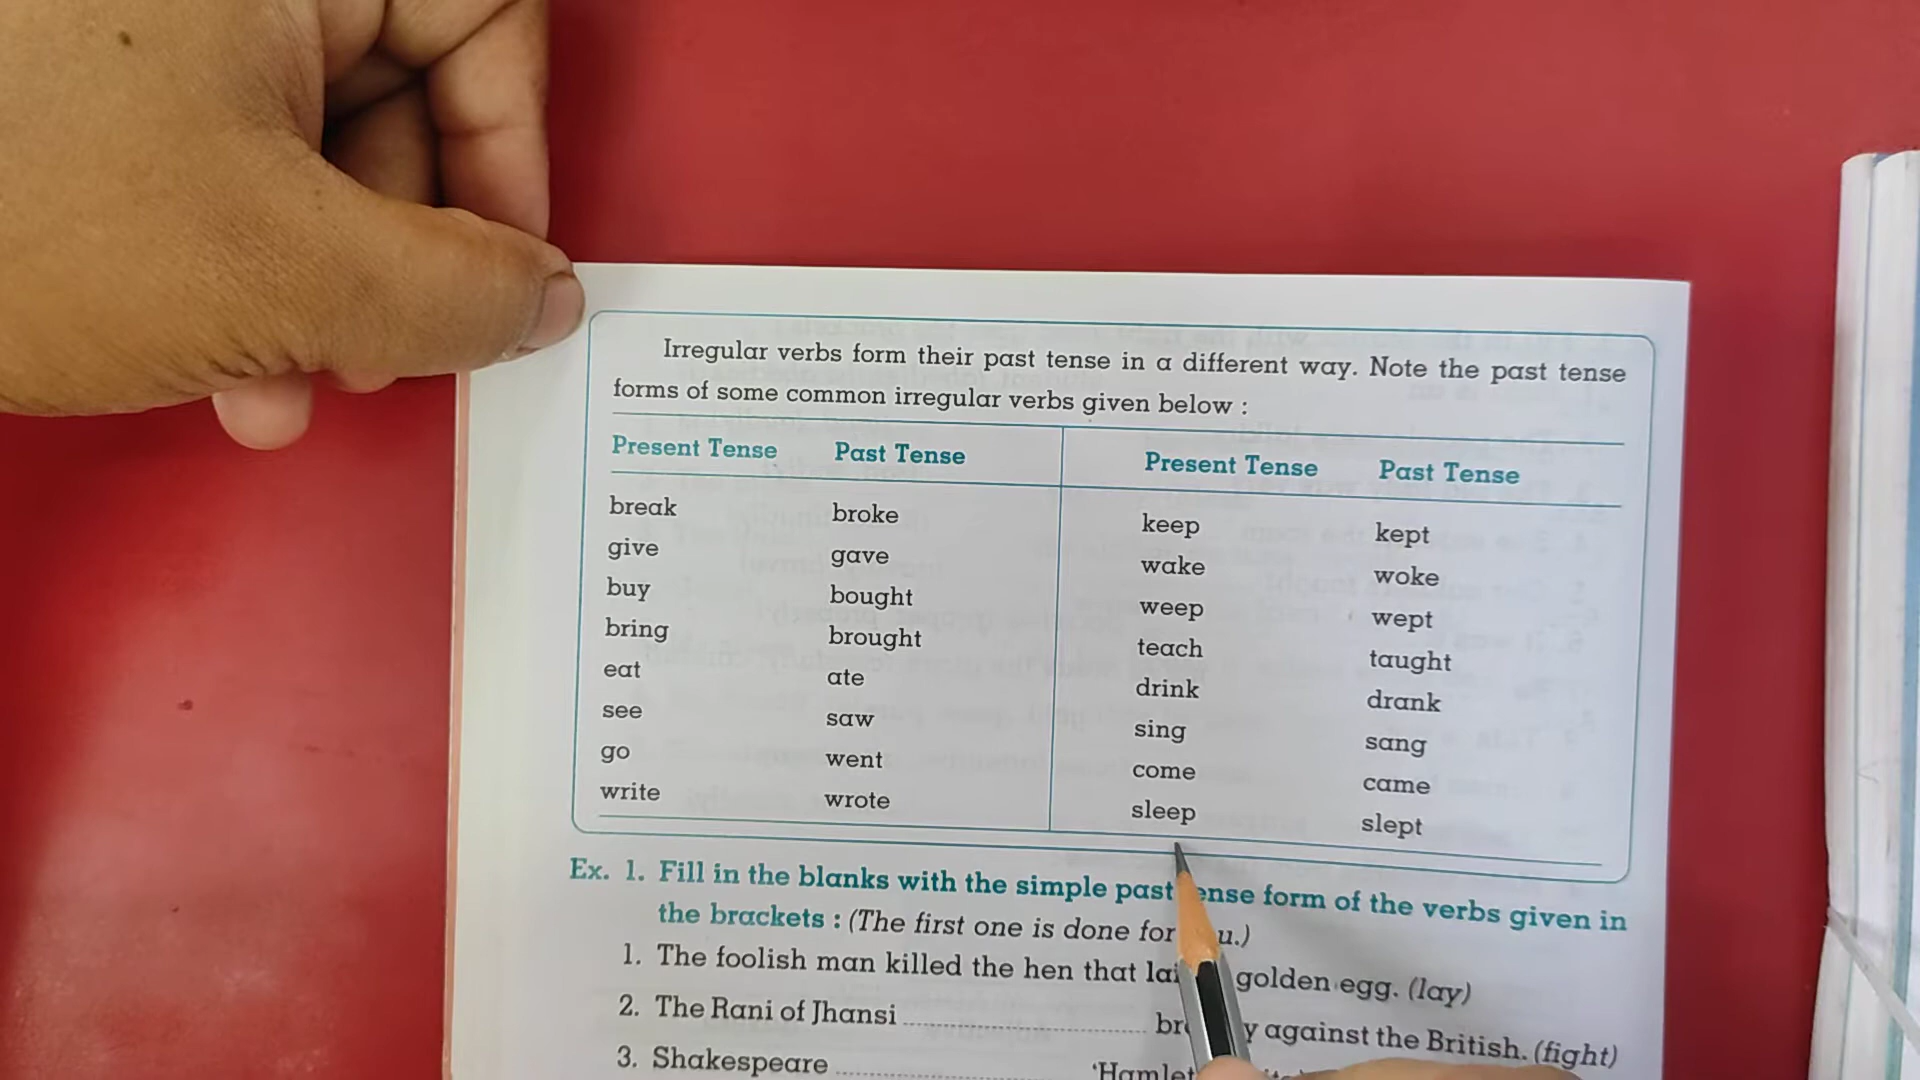 Irregular verbs form their past tense in a different way. Note the past tense
forms of some common irregular verbs given below :
Present Tense Past Tense Present Tense Past Tense
break broke keep kept
give gave wake woke
buy bought weep wept
bring brought teach taught
eat ate drink drank
see saw sing sang
go went come came
write wrote sleep slept
Ex. 1. Fill in the blanks with the simple past tense form of the verbs given in
the brackets : (The first one is done for you.)
1. The foolish man killed the hen that golden egg. (lay)
2. The Rani of Jhansi ............ against the British. (fight)
3. Shakespeare ............ 'Hamlet